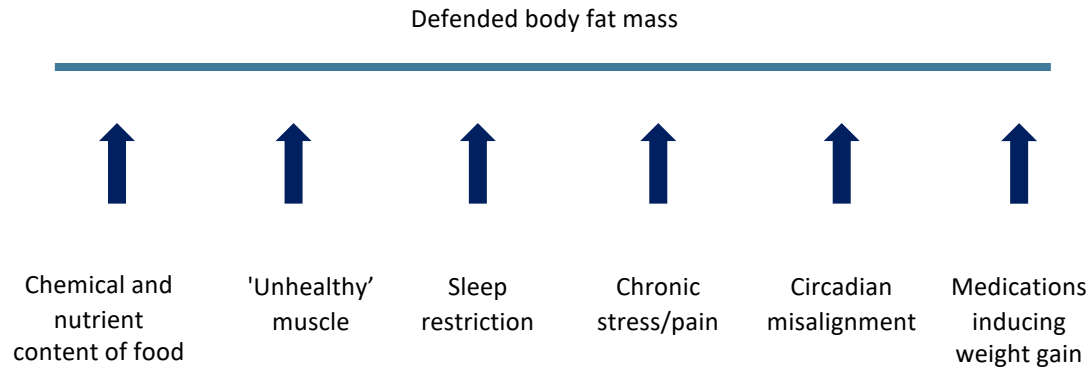 Defended body fat mass
Chemical and
nutrient
content of food
'Unhealthy’
muscle
Sleep
restriction
Chronic
stress/pain
Circadian
misalignment
Medications
inducing
weight gain